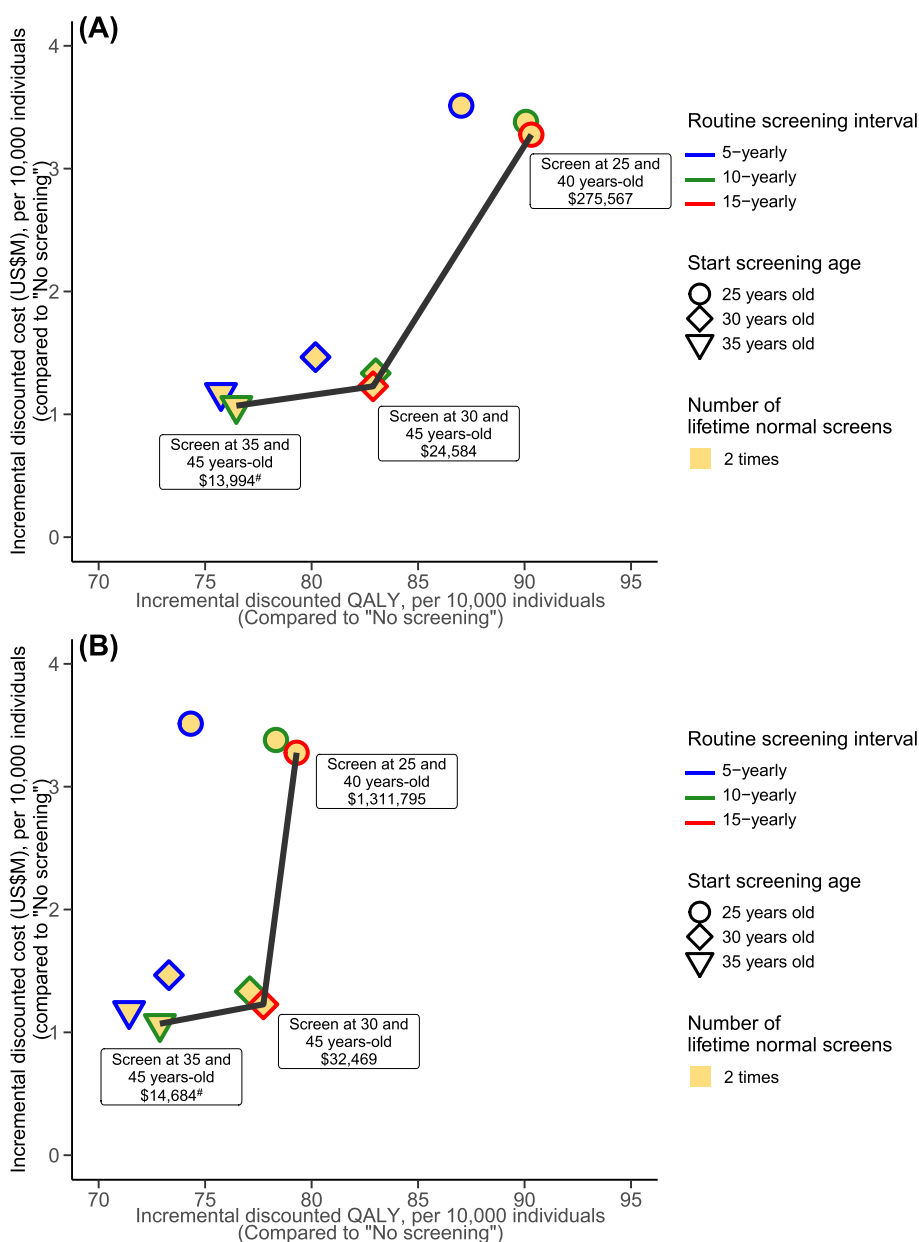 (A)
Incremental discounted cost (US$M), per 10,000 individuals
(compared to "No screening")
4
3
2
1
0
Screen at 25 and
40 years-old
$275,567
Screen at 30 and
45 years-old
$24,584
Screen at 35 and
45 years-old
$13,994#
70 75 80 85 90 95
Incremental discounted QALY, per 10,000 individuals
(Compared to "No screening")
Routine screening interval
5−yearly
10−yearly
15−yearly
Start screening age
25 years old
30 years old
35 years old
Number of
lifetime normal screens
2 times
(B)
Incremental discounted cost (US$M), per 10,000 individuals
(compared to "No screening")
4
3
2
1
0
Screen at 25 and
40 years-old
$1,311,795
Screen at 30 and
45 years-old
$32,469
Screen at 35 and
45 years-old
$14,684#
70 75 80 85 90 95
Incremental discounted QALY, per 10,000 individuals
(Compared to "No screening")
Routine screening interval
5−yearly
10−yearly
15−yearly
Start screening age
25 years old
30 years old
35 years old
Number of
lifetime normal screens
2 times